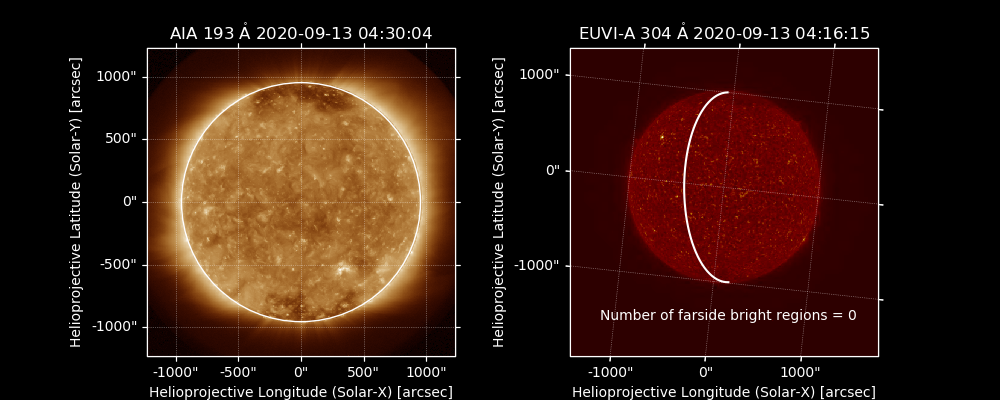 AIA 193 Å 2020-09-13 04:30:04
Helioprojective Latitude (Solar-Y) [arcsec]
1000"
500"
0"
-500"
-1000"
-1000" -500" 0" 500" 1000"
Helioprojective Longitude (Solar-X) [arcsec]
EUVI-A 304 Å 2020-09-13 04:16:15
Helioprojective Latitude (Solar-Y) [arcsec]
1000"
0"
-1000"
Number of farside bright regions = 0
-1000" 0" 1000"
Helioprojective Longitude (Solar-X) [arcsec]